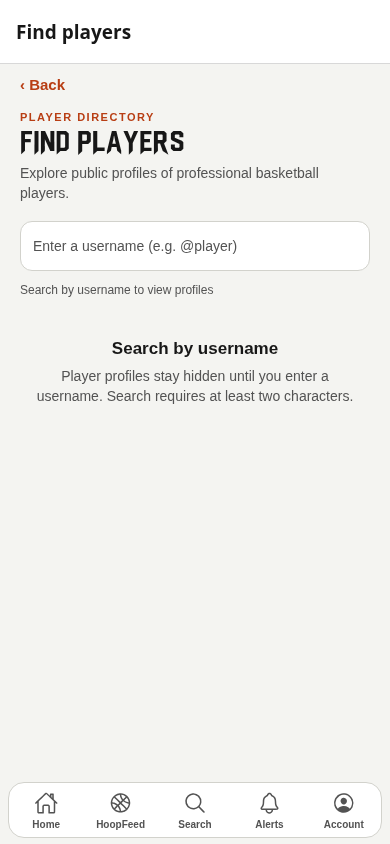 Find players
‹ Back
PLAYER DIRECTORY
FIND PLAYERS
Explore public profiles of professional basketball
players.
Enter a username (e.g. @player)
Search by username to view profiles
Search by username
Player profiles stay hidden until you enter a
username. Search requires at least two characters.
Home HoopFeed Search Alerts Account